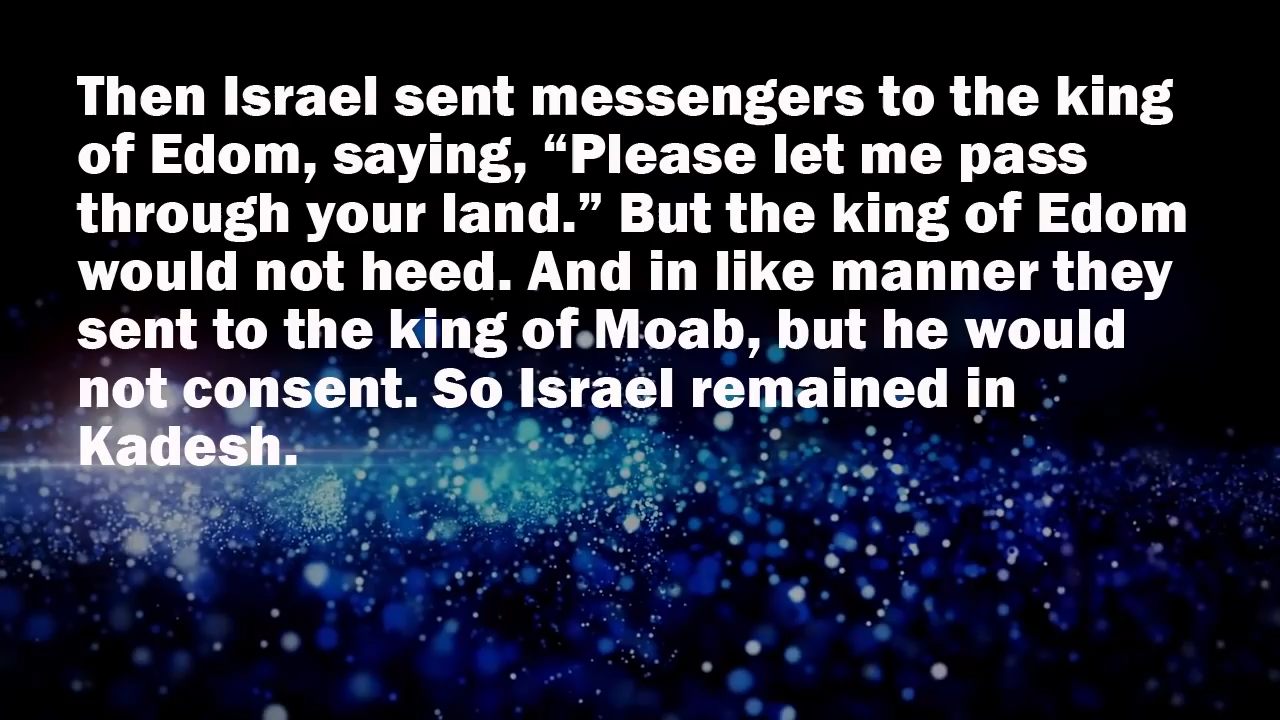 Then Israel sent messengers to the king
of Edom, saying, “Please let me pass
through your land.” But the king of Edom
would not heed. And in like manner they
sent to the king of Moab, but he would
not consent. So Israel remained in
Kadesh.